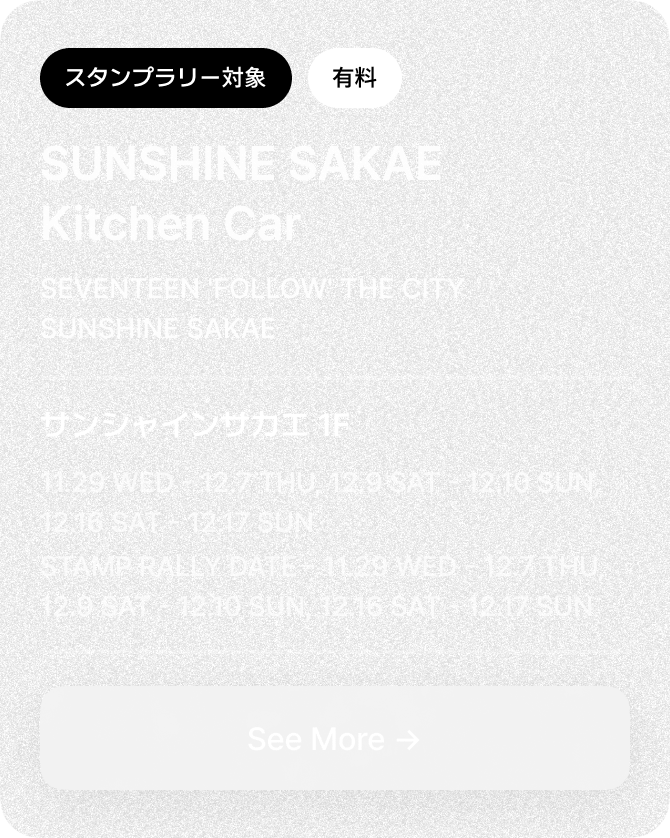 スタンプラリー対象 有料
SUNSHINE SAKAE
Kitchen Car
SEVENTEEN "FOLLOW" THE CITY
SUNSHINE SAKAE
サンシャインサカエ 1F
11.29 WED - 12.7 THU, 12.9 SAT - 12.10 SUN,
12.16 SAT - 12.17 SUN
STAMP RALLY DATE - 11.29 WED - 12.7 THU,
12.9 SAT - 12.10 SUN, 12.16 SAT - 12.17 SUN
See More →